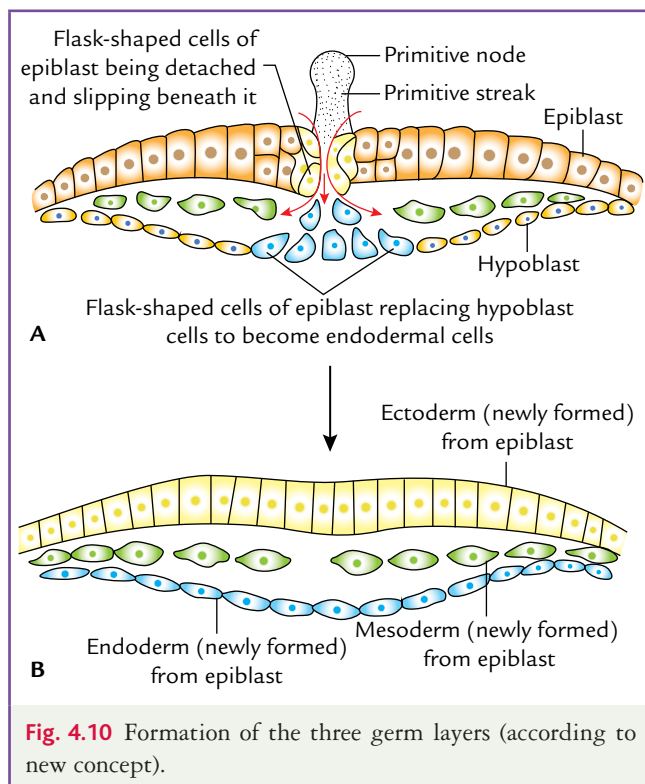 Flask-shaped cells of
epiblast being detached
and slipping beneath it
Primitive node
Primitive streak
Epiblast
Hypoblast
Flask-shaped cells of epiblast replacing hypoblast
cells to become endodermal cells
A
Ectoderm (newly formed)
from epiblast
Endoderm (newly formed)
from epiblast
Mesoderm (newly formed)
from epiblast
B
Fig. 4.10 Formation of the three germ layers (according to
new concept).